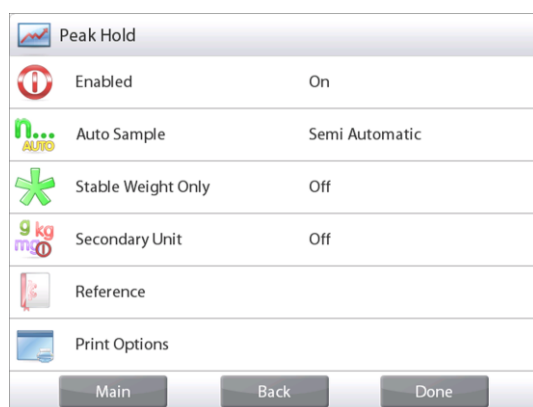 Peak Hold
Enabled On
n...
AUTO
Auto Sample Semi Automatic
Stable Weight Only Off
g kg
mg
Secondary Unit Off
Reference
Print Options
Main Back Done